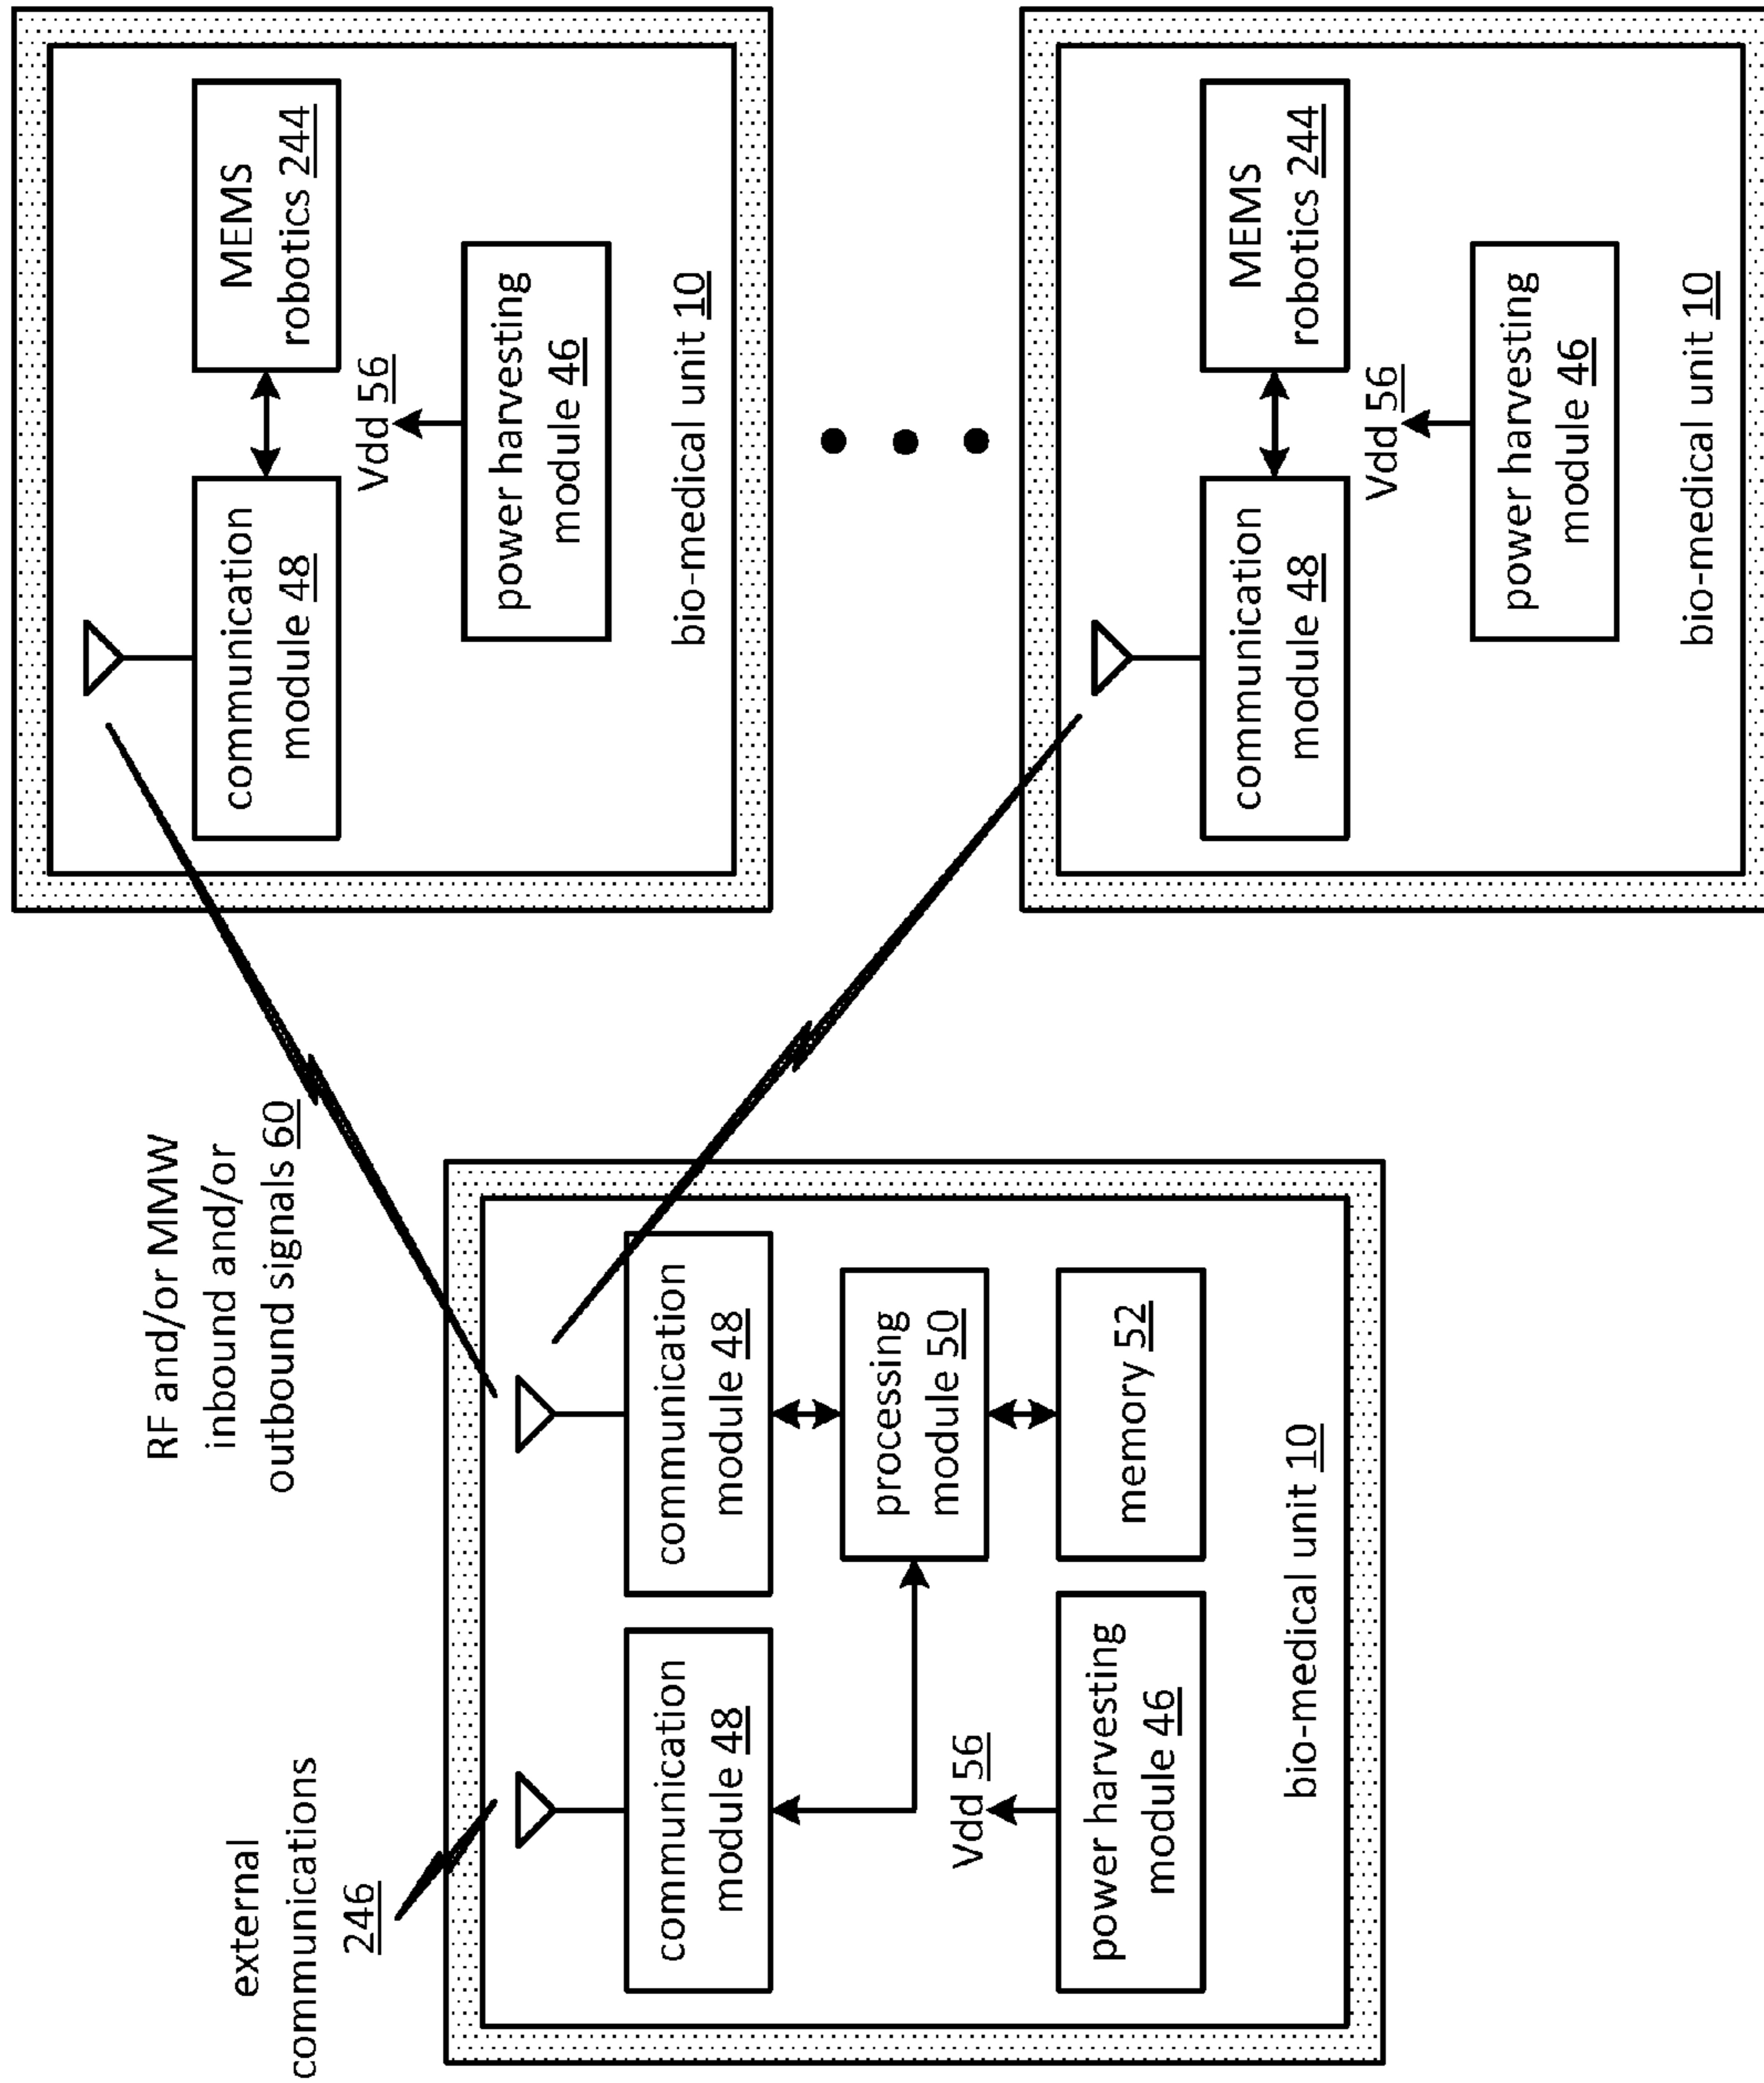 external
communications
246
RF and/or MMW
inbound and/or
outbound signals 60
communication
module 48
communication
module 48
processing
module 50
Vdd 56
power harvesting
module 46
memory 52
bio-medical unit 10
communication
module 48
MEMS
robotics 244
Vdd 56
power harvesting
module 46
bio-medical unit 10
communication
module 48
MEMS
robotics 244
Vdd 56
power harvesting
module 46
bio-medical unit 10